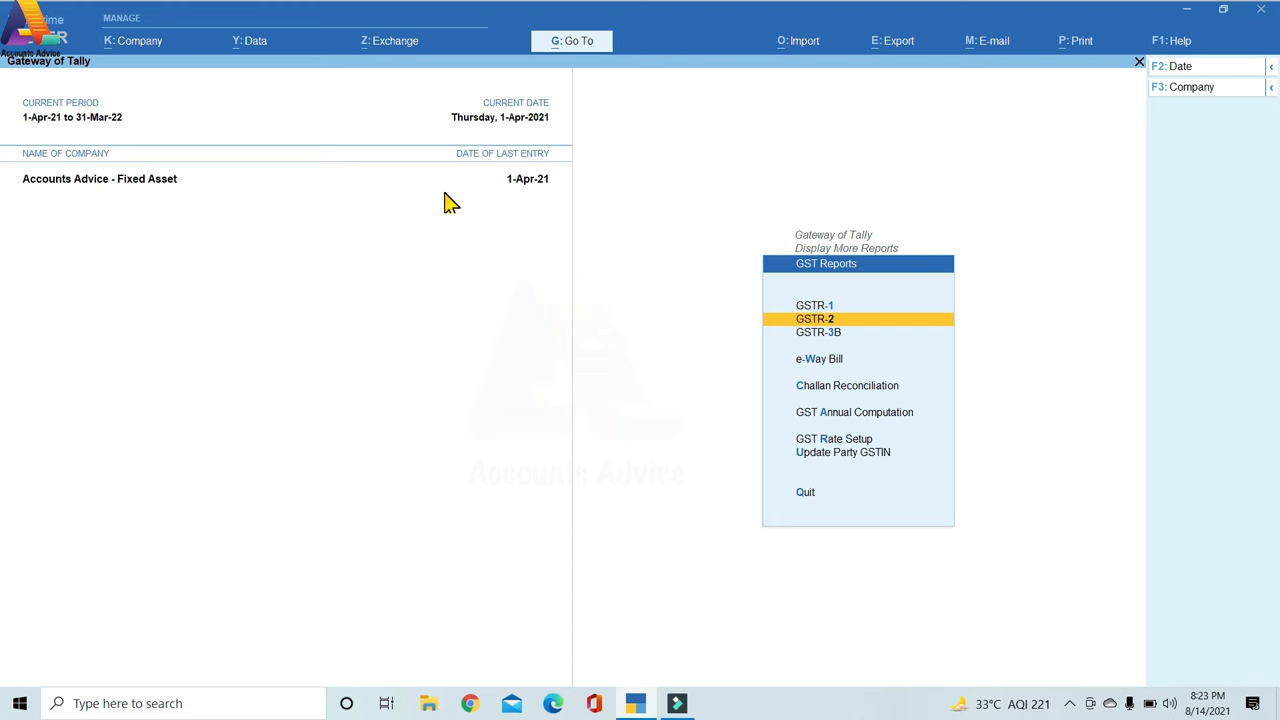 MANAGE
K: Company
Y: Data
Z: Exchange
G: Go To
O: Import
E: Export
M: E-mail
P: Print
F1: Help
Accounts Advice
Gateway of Tally
F2: Date
F3: Company
CURRENT PERIOD
CURRENT DATE
1-Apr-21 to 31-Mar-22
Thursday, 1-Apr-2021
NAME OF COMPANY
DATE OF LAST ENTRY
Accounts Advice - Fixed Asset
1-Apr-21
Gateway of Tally
Display More Reports
GST Reports
GSTR-1
GSTR-2
GSTR-3B
e-Way Bill
Challan Reconciliation
GST Annual Computation
GST Rate Setup
Update Party GSTIN
Quit
Accounts Advice
Type here to search
33°C AQI 221
8:23 PM
8/14/2021